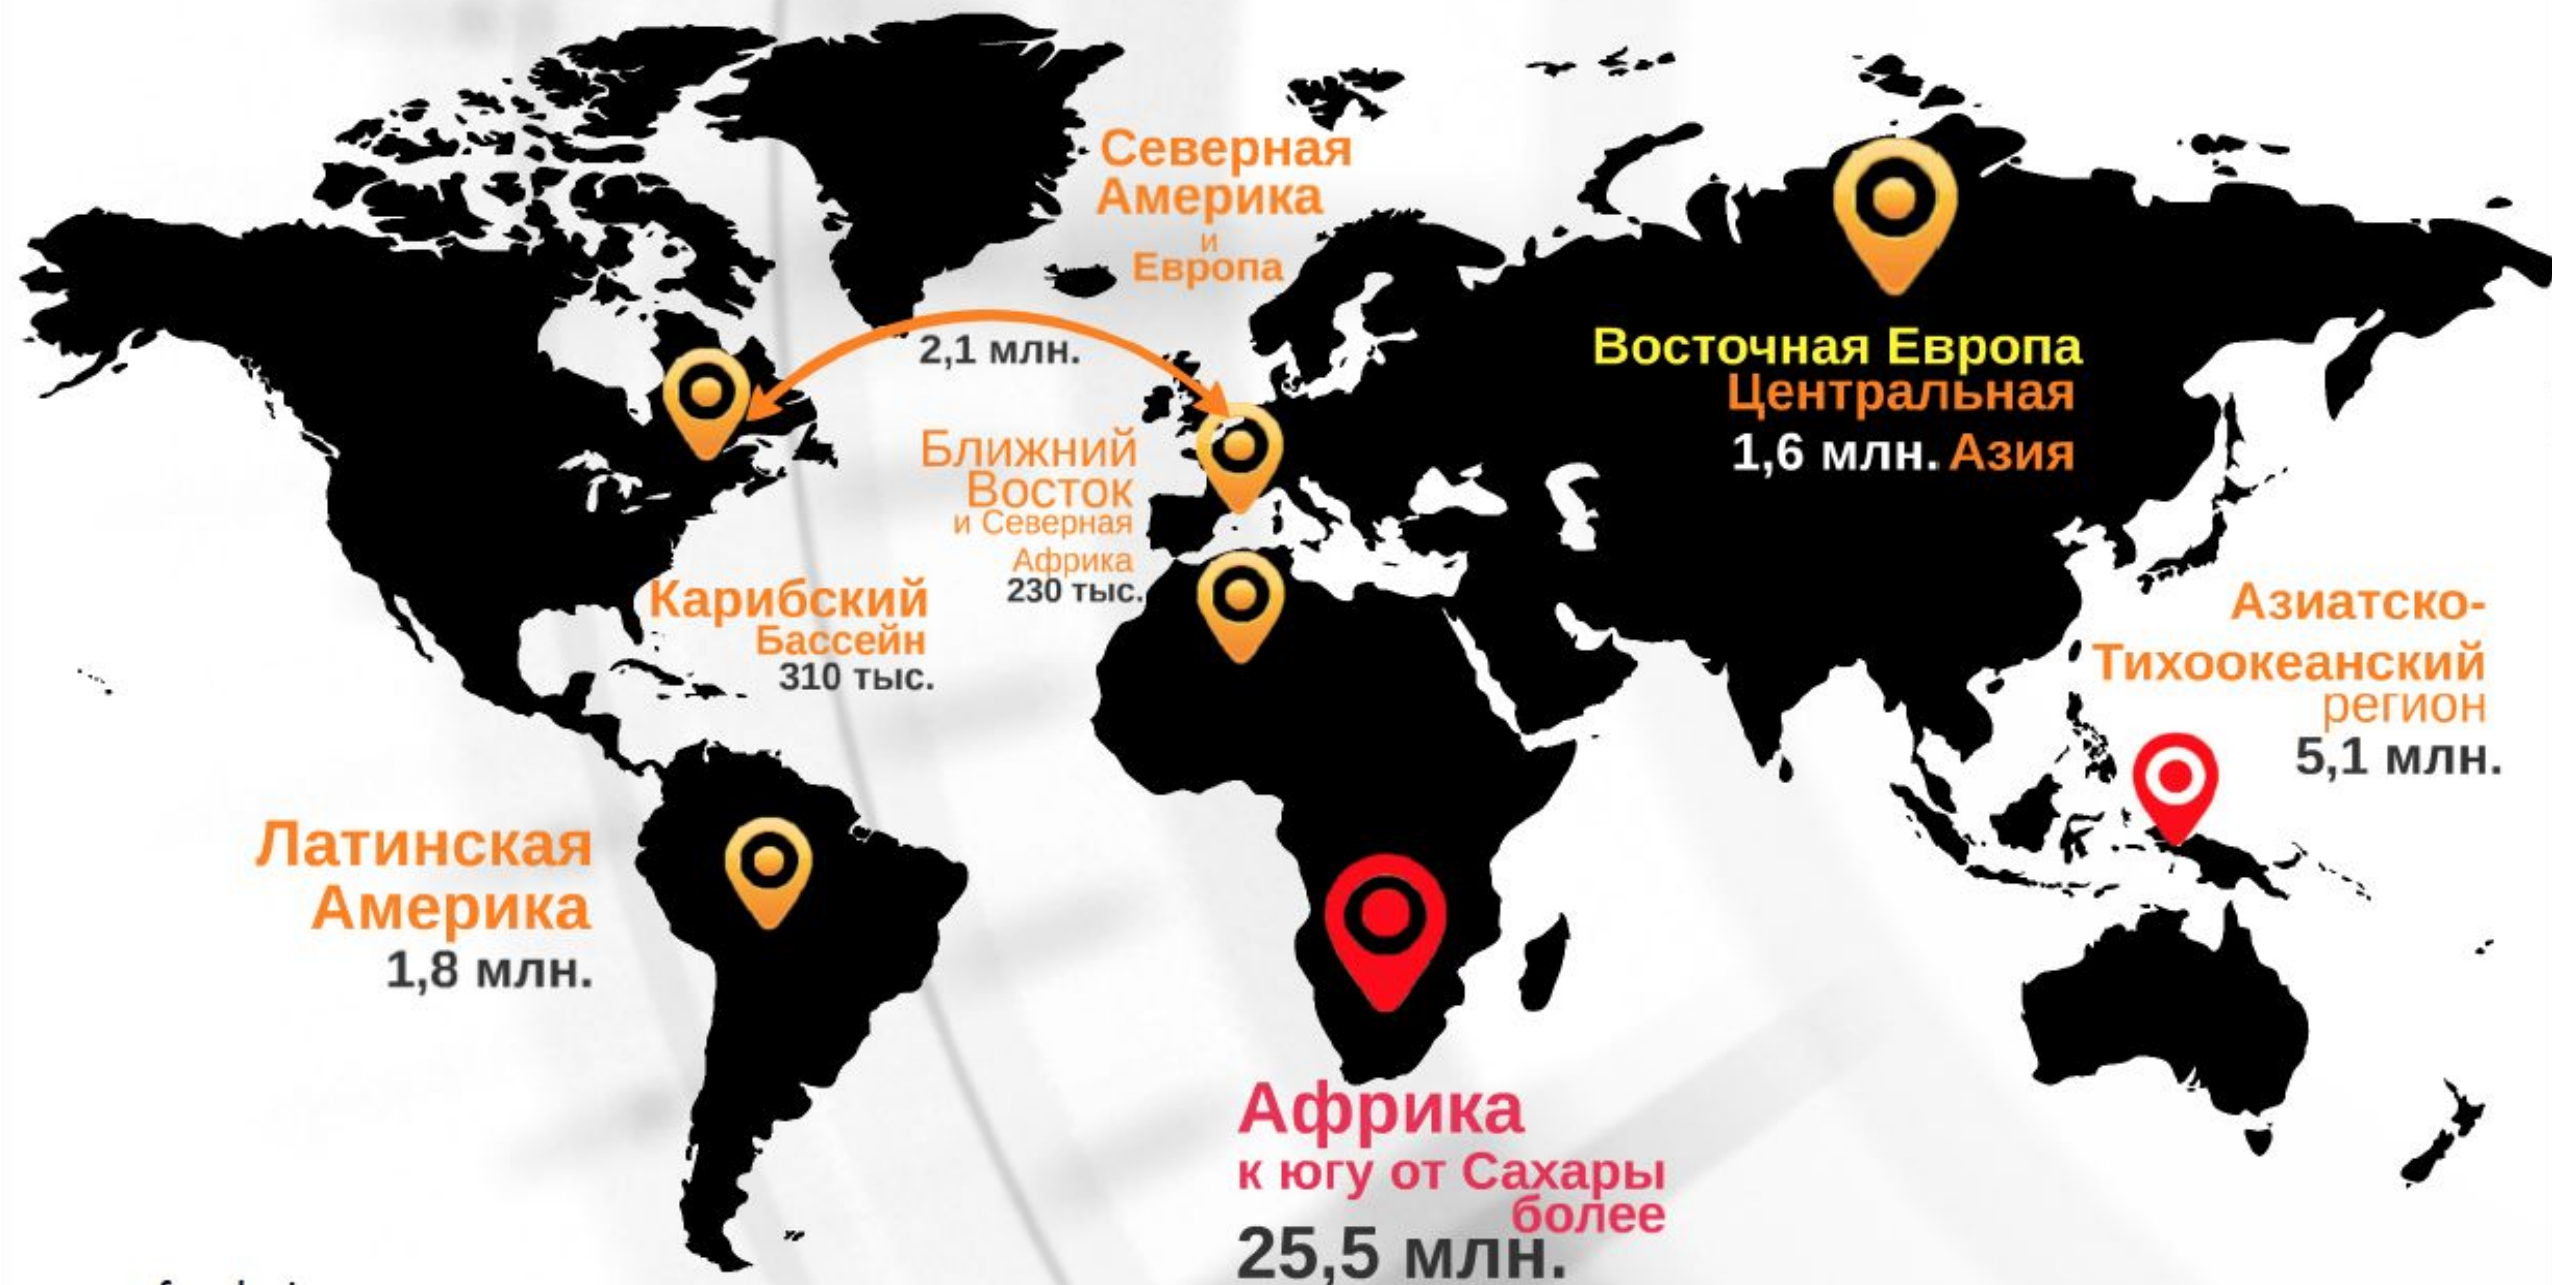 Северная
Америка
и
Европа
2,1 млн.
Восточная Европа
Центральная
1,6 млн. Азия
Ближний
Восток
и Северная
Африка
230 тыс.
Карибский
Бассейн
310 тыс.
Азиатско-
Тихоокеанский
регион
5,1 млн.
Латинская
Америка
1,8 млн.
Африка
к югу от Сахары
более
25,5 млн.